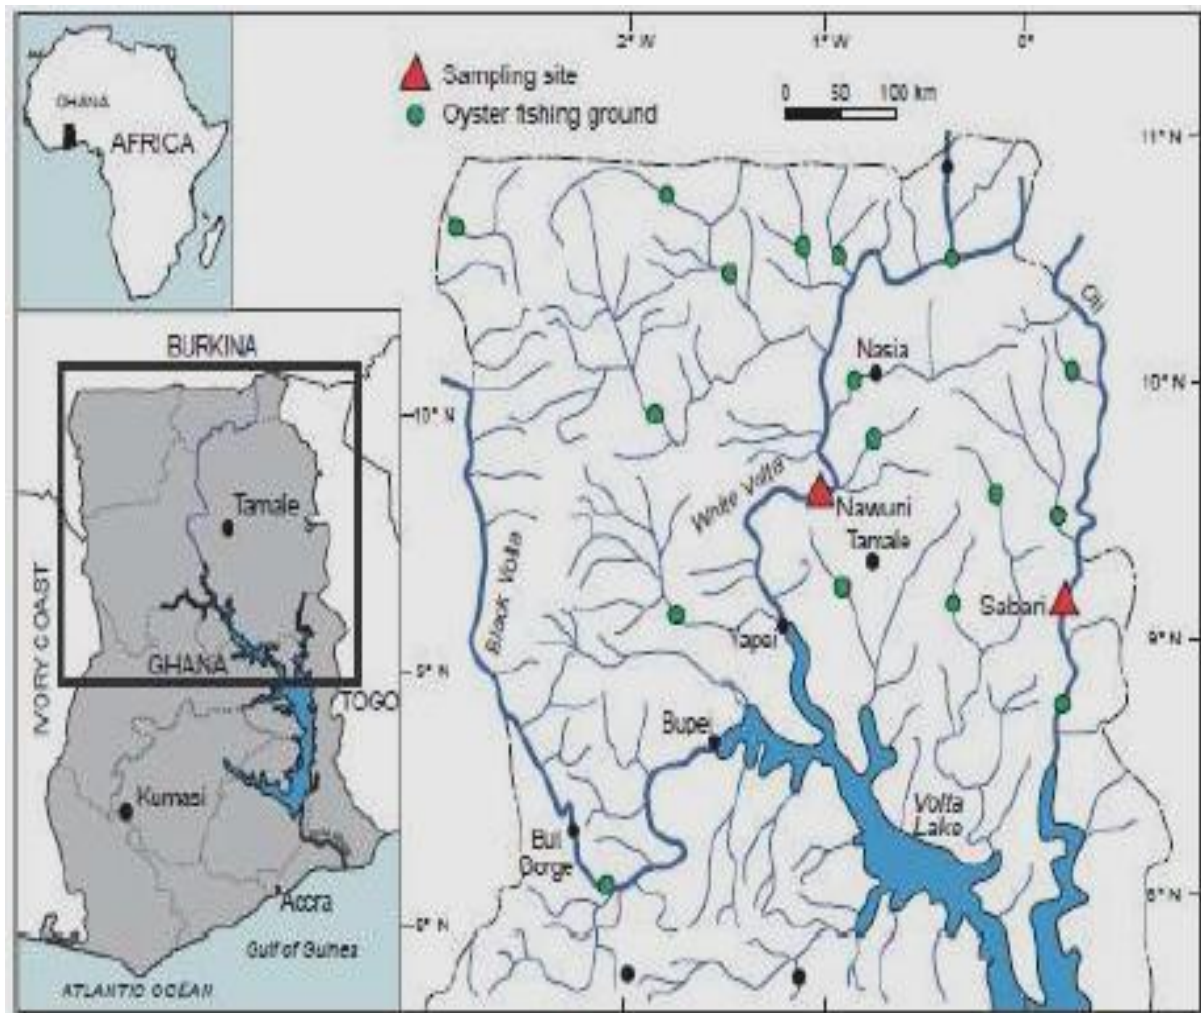 GHANA
AFRICA
BURKINA
Tamale
IVORY COAST
GHANA
TOGO
Kumasi
Accra
Gulf of Guinea
ATLANTIC OCEAN
Sampling site
Oyster fishing ground
0 50 100 km
2° W
1° W
0°
11° N
10° N
10° N
9° N
9° N
8° N
Oti
Nasia
White Volta
Nawuni
Tamale
Black Volta
Sabari
Yapei
Bupei
Volta
Lake
Bui
Gorge